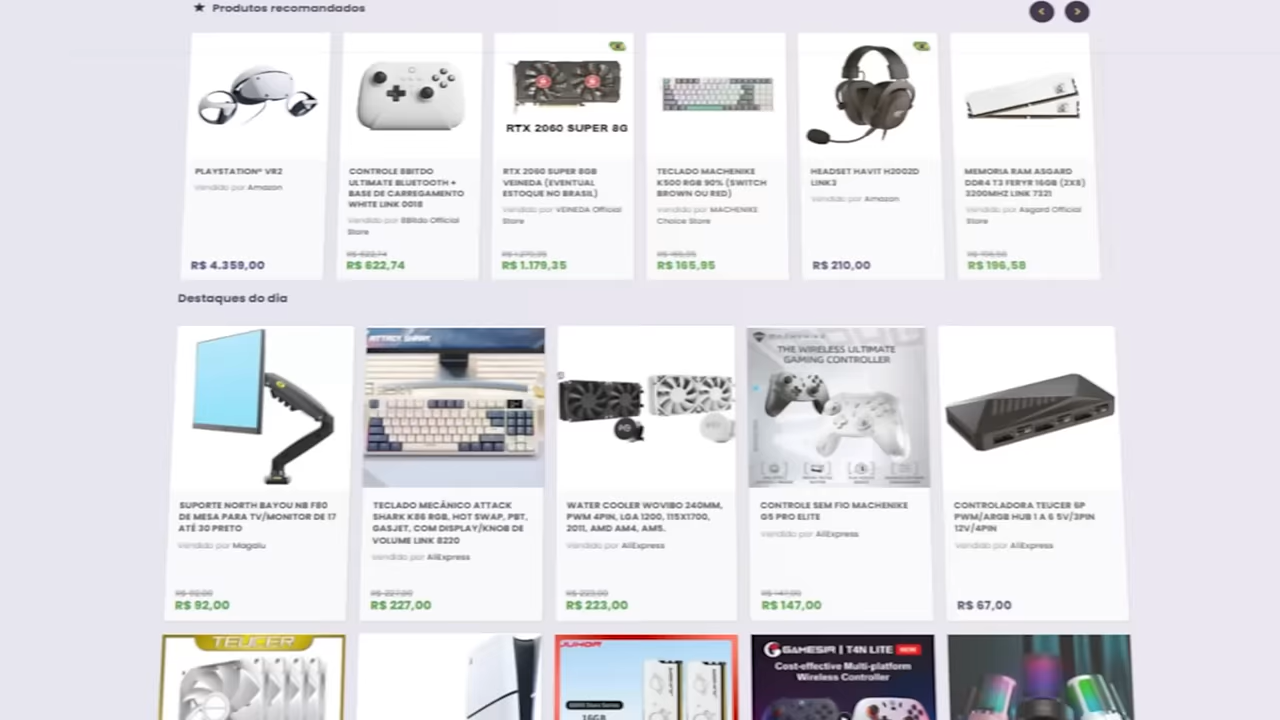 ★ Produtos recomandados
RTX 2060 SUPER 8G
PLAYSTATION® VR2
Vendido por Amazon
R$ 4.359,00
CONTROLE 8BITDO
ULTIMATE BLUETOOTH +
BASE DE CARREGAMENTO
WHITE LINK 0018
Vendido por 8Bitdo Official
Store
R$ 622,74
R$ 622,74
RTX 2060 SUPER 8GB
VEINEDA (EVENTUAL
ESTOQUE NO BRASIL)
Vendido por VEINEDA Official
Store
R$ 1.179,35
R$ 1.179,35
TECLADO MACHENIKE
K500 RGB 90% (SWITCH
BROWN OU RED)
Vendido por MACHENIKE
Choice Store
R$ 165,95
R$ 165,95
HEADSET HAVIT H2002D
LINK3
Vendido por Amazon
R$ 210,00
MEMORIA RAM ASGARD
DDR4 T3 FERYR 16GB (2X8)
3200MHZ LINK 7321
Vendido por Asgard Official
Store
R$ 196,58
R$ 196,58
Destaques do dia
ATTACK SHARK
THE WIRELESS ULTIMATE
GAMING CONTROLLER
SUPORTE NORTH BAYOU NB F80
DE MESA PARA TV/MONITOR DE 17
ATÉ 30 PRETO
Vendido por Magalu
R$ 92,00
R$ 92,00
TECLADO MECÂNICO ATTACK
SHARK K86 RGB, HOT SWAP, PBT,
GASJET, COM DISPLAY/KNOB DE
VOLUME LINK 8220
Vendido por AliExpress
R$ 227,00
R$ 227,00
WATER COOLER WOVIBO 240MM,
PWM 4PIN, LGA 1200, 115X1700,
2011, AMD AM4, AM5.
Vendido por AliExpress
R$ 223,00
R$ 223,00
CONTROLE SEM FIO MACHENIKE
G5 PRO ELITE
Vendido por AliExpress
R$ 147,00
R$ 147,00
CONTROLADORA TEUCER 6P
PWM/ARGB HUB 1 A 6 5V/3PIN
12V/4PIN
Vendido por AliExpress
R$ 67,00
TEUCER
JUHOR
16GB
GAMESIR | T4N LITE NEW
Cost-effective Multi-platform
Wireless Controller